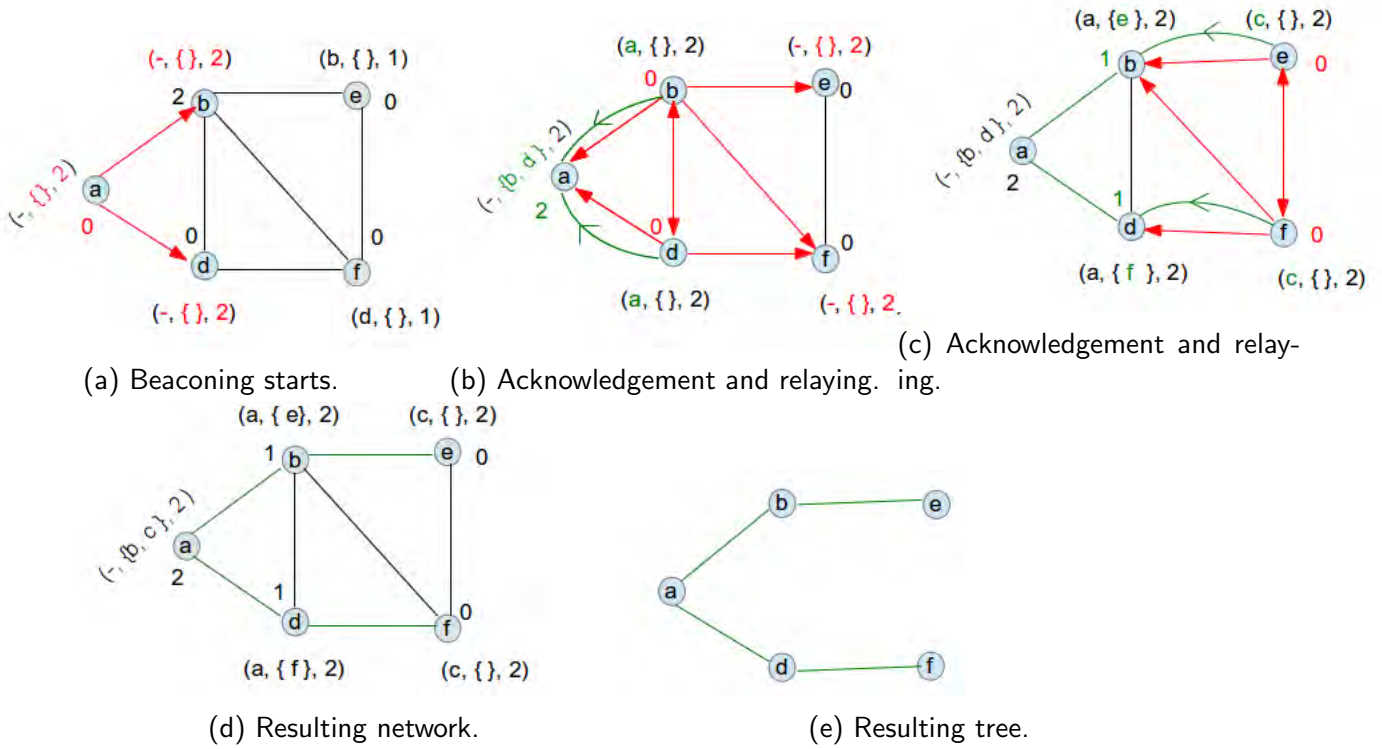 (-, { }, 2)
(b, { }, 1)
2
b
e
0
(-, { }, 2)
a
0
0
d
0
f
(-, { }, 2)
(d, { }, 1)
(a) Beaconing starts.
(a, { }, 2)
(-, { }, 2)
0
b
e
0
(-, {b, d }, 2)
a
2
0
d
0
f
(a, { }, 2)
(-, { }, 2,
(b) Acknowledgement and relaying.
(a, {e }, 2)
(c, { }, 2)
1
b
e
0
(-, {b, d }, 2)
a
2
1
d
f
0
(a, { f }, 2)
(c, { }, 2)
(c) Acknowledgement and relay-
ing.
(a, { e}, 2)
(c, { }, 2)
1
b
e
0
(-, {b, c }, 2)
a
2
1
d
0
f
(a, { f }, 2)
(c, { }, 2)
(d) Resulting network.
b
e
a
d
f
(e) Resulting tree.